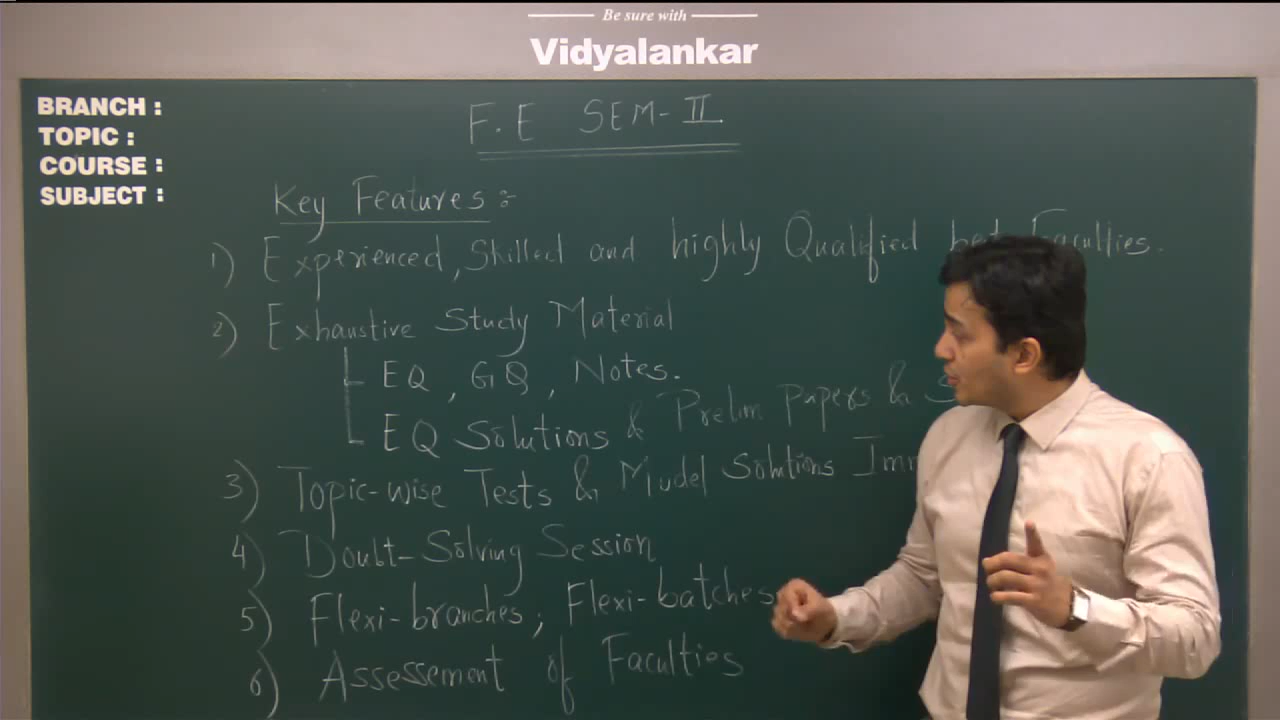 Be sure with
Vidyalankar
BRANCH :
TOPIC :
COURSE :
SUBJECT :
F.E SEM-II
Key Features :-
1) Experienced, Skilled and highly Qualified Faculties.
2) Exhaustive Study Material
EQ, GQ, Notes.
EQ Solutions & Prelim Papers &
3) Topic-wise Tests & Model Solutions
4) Doubt-Solving Session
5) Flexi-branches; Flexi-batches
6) Assessement of Faculties